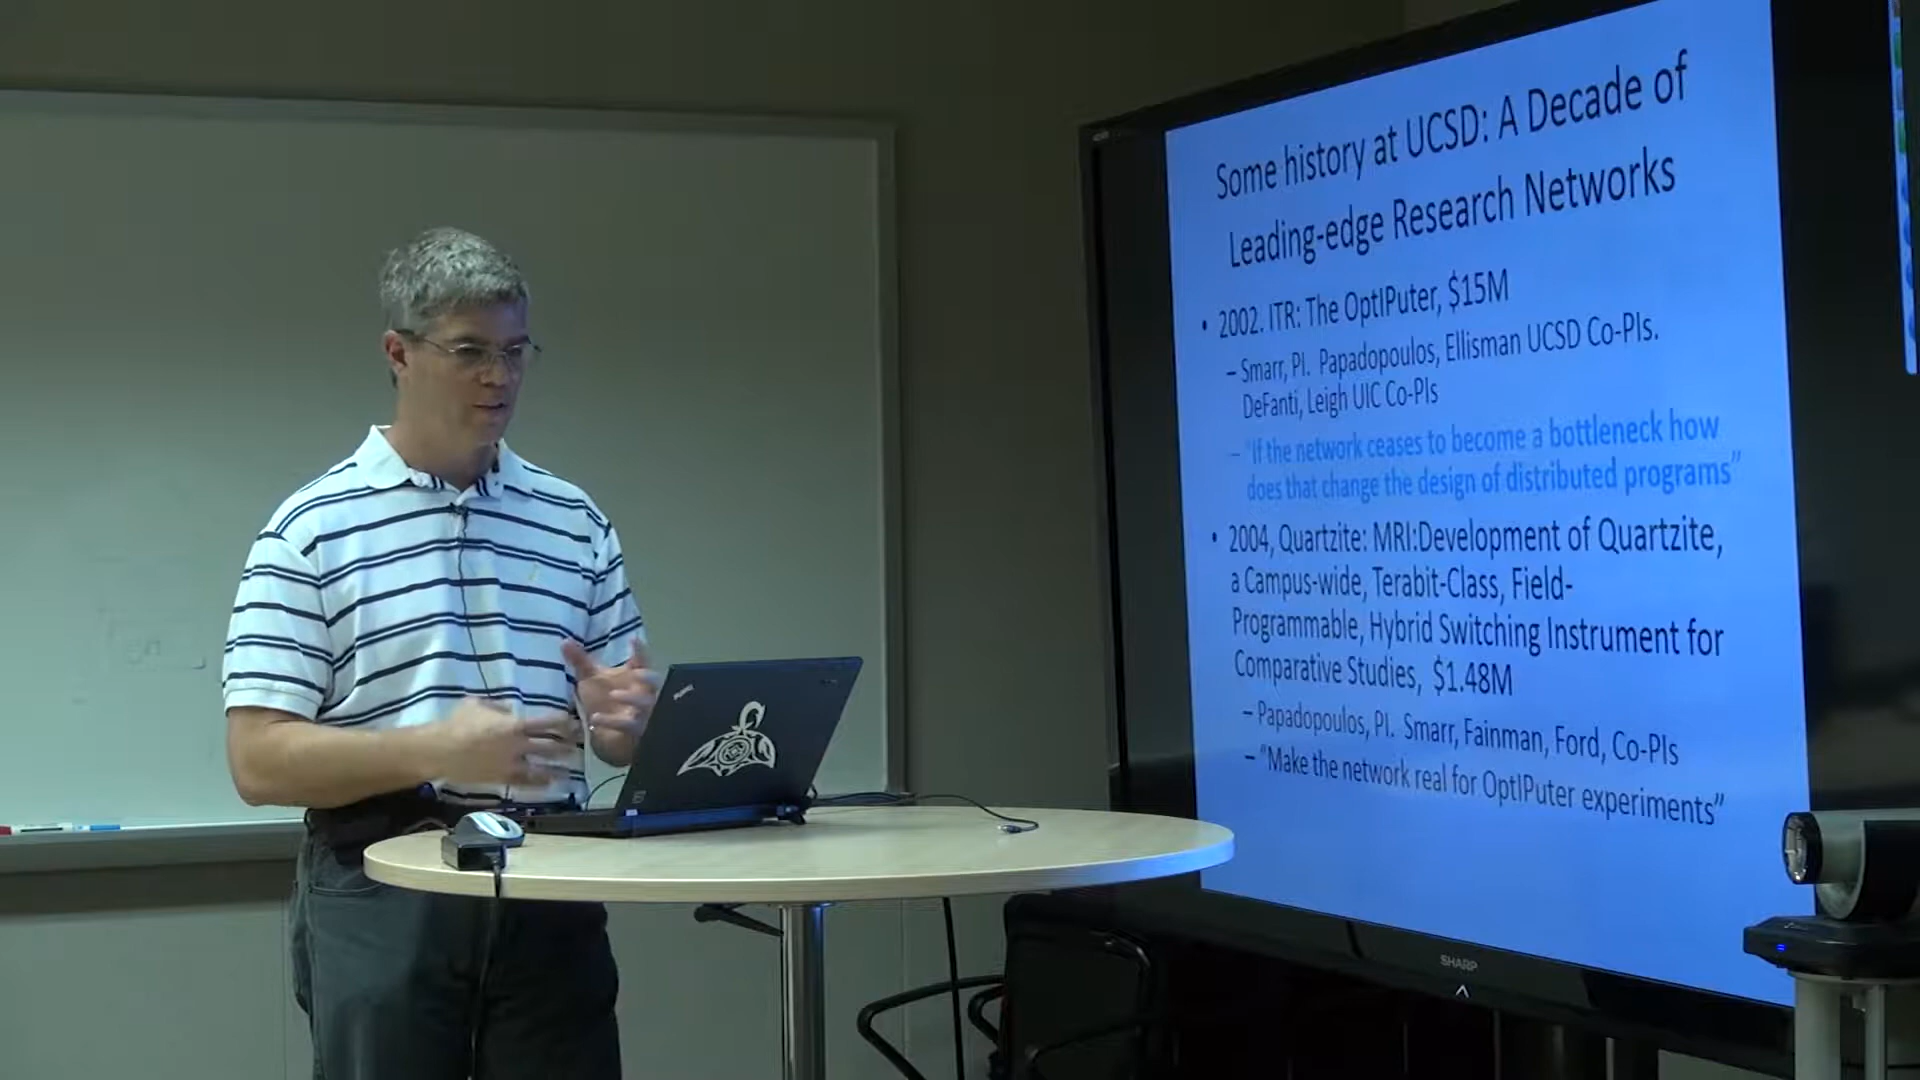 Some history at UCSD: A Decade of
Leading-edge Research Networks
• 2002. ITR: The OptIPuter, $15M
– Smarr, PI. Papadopoulos, Ellisman UCSD Co-PIs.
DeFanti, Leigh UIC Co-PIs
– "If the network ceases to become a bottleneck how
does that change the design of distributed programs"
• 2004, Quartzite: MRI:Development of Quartzite,
a Campus-wide, Terabit-Class, Field-
Programmable, Hybrid Switching Instrument for
Comparative Studies, $1.48M
– Papadopoulos, PI. Smarr, Fainman, Ford, Co-PIs
– "Make the network real for OptIPuter experiments"
ThinkPad
SHARP